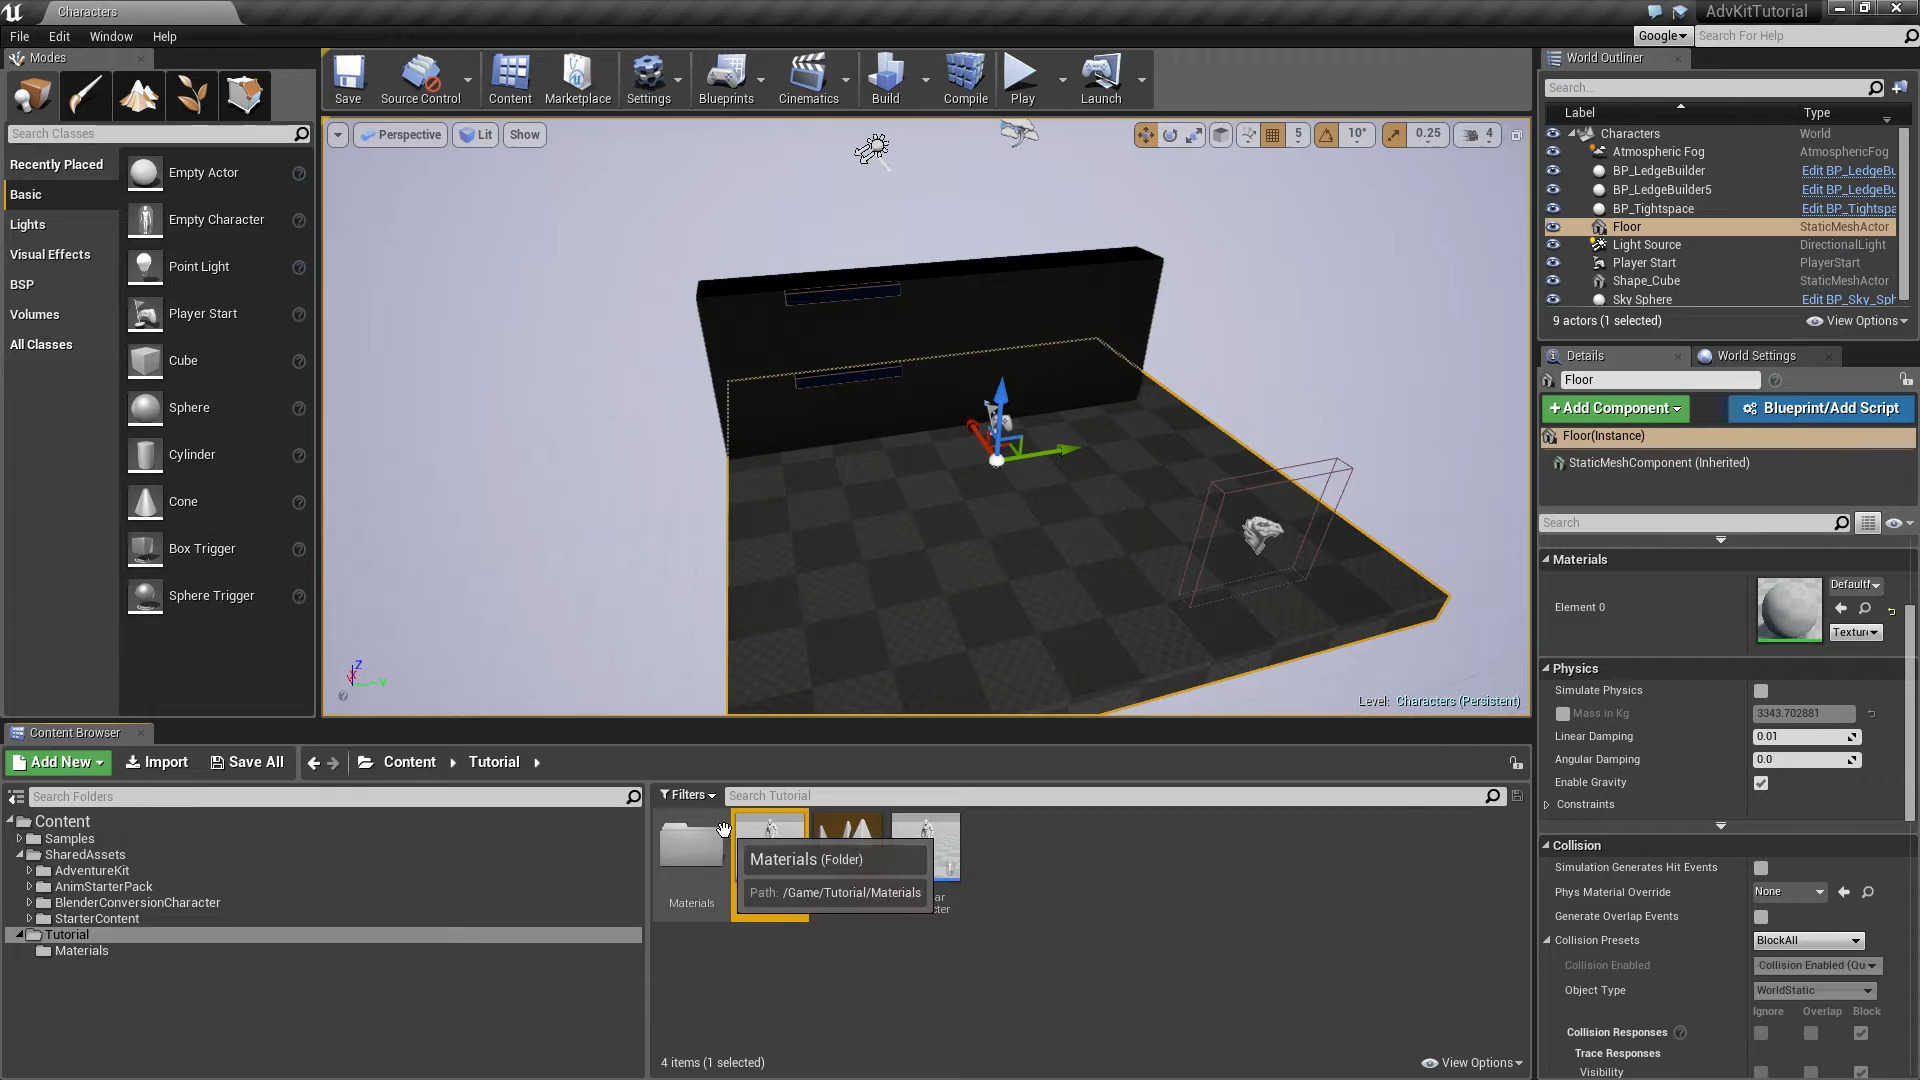 Characters
AdvKitTutorial
File Edit Window Help
Google
Search For Help
Modes
Search Classes
Recently Placed
Basic
Lights
Visual Effects
BSP
Volumes
All Classes
Empty Actor
Empty Character
Point Light
Player Start
Cube
Sphere
Cylinder
Cone
Box Trigger
Sphere Trigger
Save
Source Control
Content
Marketplace
Settings
Blueprints
Cinematics
Build
Compile
Play
Launch
Perspective
Lit
Show
5
10°
0.25
4
Z
Y
Level: Characters (Persistent)
World Outliner
Search...
Label Type
Characters World
Atmospheric Fog AtmosphericFog
BP_LedgeBuilder Edit BP_LedgeBu
BP_LedgeBuilder5 Edit BP_LedgeBu
BP_Tightspace Edit BP_Tightspa
Floor StaticMeshActor
Light Source DirectionalLight
Player Start PlayerStart
Shape_Cube StaticMeshActor
Sky Sphere Edit BP_Sky_Sph
9 actors (1 selected)
View Options
Details
World Settings
Floor
+Add Component
Blueprint/Add Script
Floor(Instance)
StaticMeshComponent (Inherited)
Search
Materials
Element 0
Textur
Physics
Simulate Physics
Mass in Kg 3343.702881
Linear Damping 0.01
Angular Damping 0.0
Enable Gravity
Constraints
Collision
Simulation Generates Hit Events
Phys Material Override None
Generate Overlap Events
Collision Presets BlockAll
Collision Enabled Collision Enabled (Qu
Object Type WorldStatic
Ignore Overlap Block
Collision Responses
Trace Responses
Visibility
Content Browser
Add New
Import
Save All
Content
Tutorial
Search Folders
Content
Samples
SharedAssets
AdventureKit
AnimStarterPack
BlenderConversionCharacter
StarterContent
Tutorial
Materials
Filters
Search Tutorial
Materials
Materials (Folder)
Path: /Game/Tutorial/Materials
4 items (1 selected)
View Options